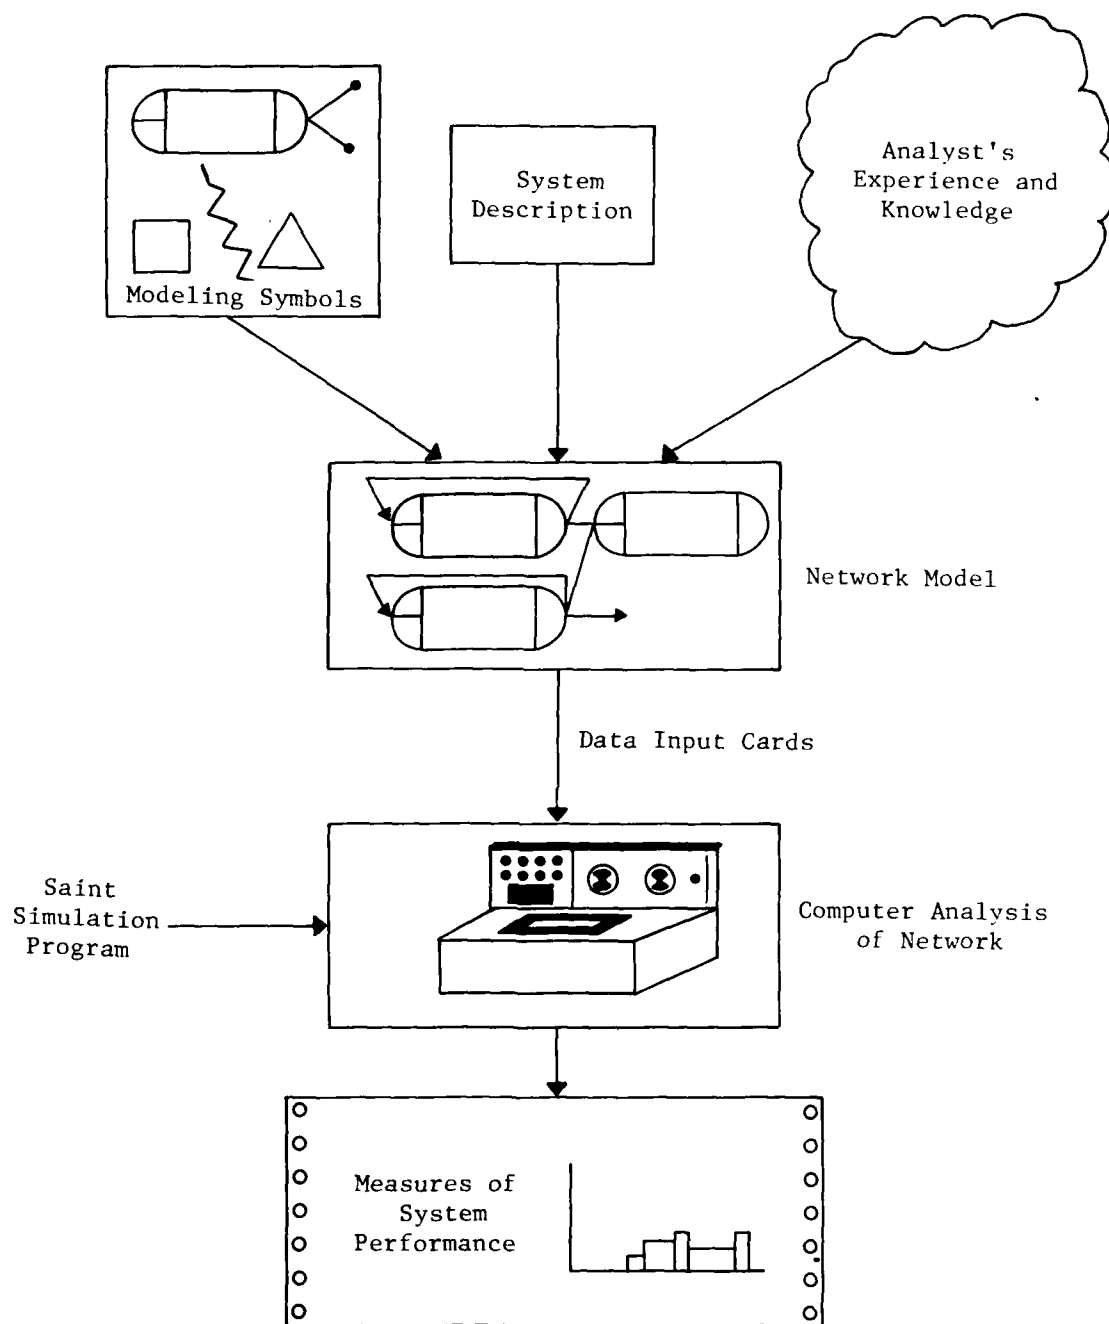 Modeling Symbols
System
Description
Analyst's
Experience and
Knowledge
Network Model
Data Input Cards
Saint
Simulation
Program
Computer Analysis
of Network
Measures of
System
Performance